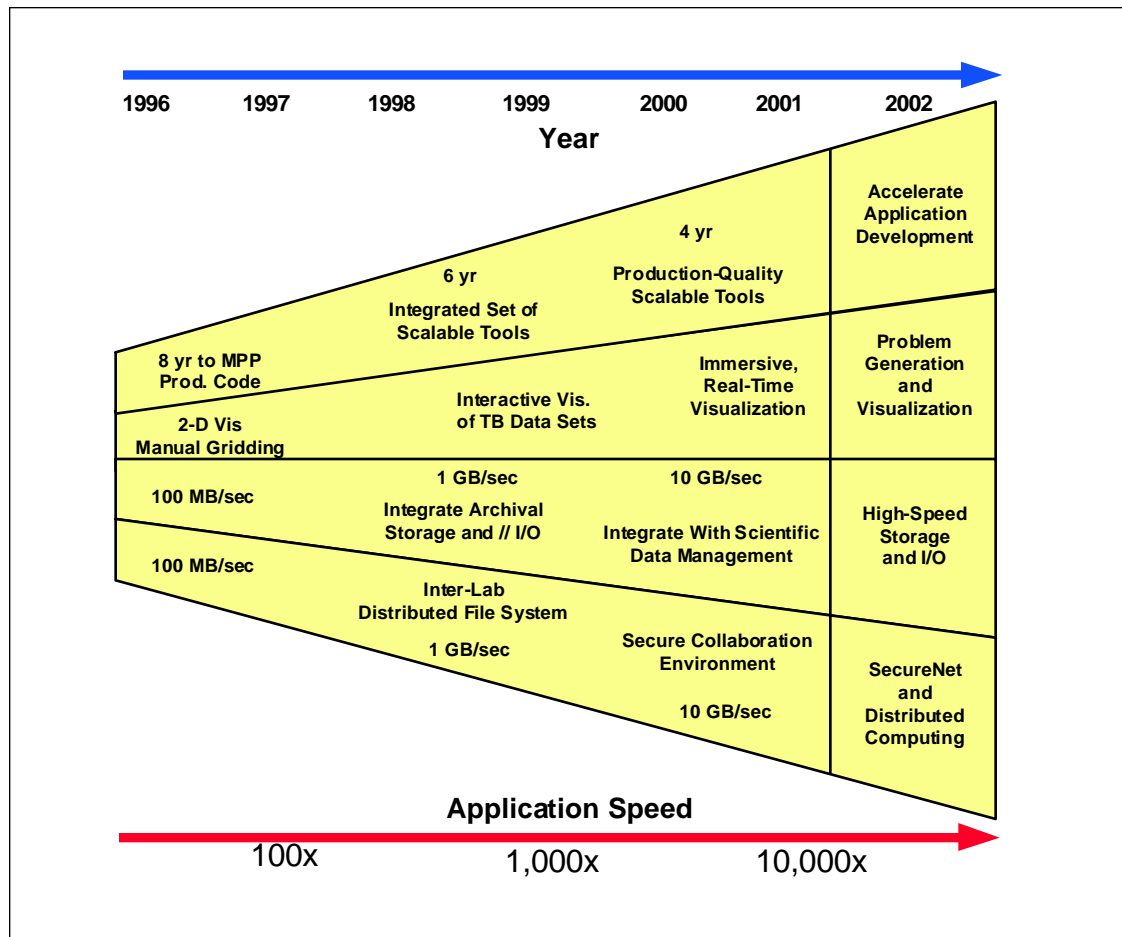 1996 1997 1998 1999 2000 2001 2002
Year
8 yr to MPP
Prod. Code
6 yr
Integrated Set of
Scalable Tools
4 yr
Production-Quality
Scalable Tools
Accelerate
Application
Development
2-D Vis
Manual Gridding
Interactive Vis.
of TB Data Sets
Immersive,
Real-Time
Visualization
Problem
Generation
and
Visualization
100 MB/sec
1 GB/sec
Integrate Archival
Storage and // I/O
10 GB/sec
Integrate With Scientific
Data Management
High-Speed
Storage
and I/O
100 MB/sec
Inter-Lab
Distributed File System
1 GB/sec
Secure Collaboration
Environment
10 GB/sec
SecureNet
and
Distributed
Computing
Application Speed
100x 1,000x 10,000x